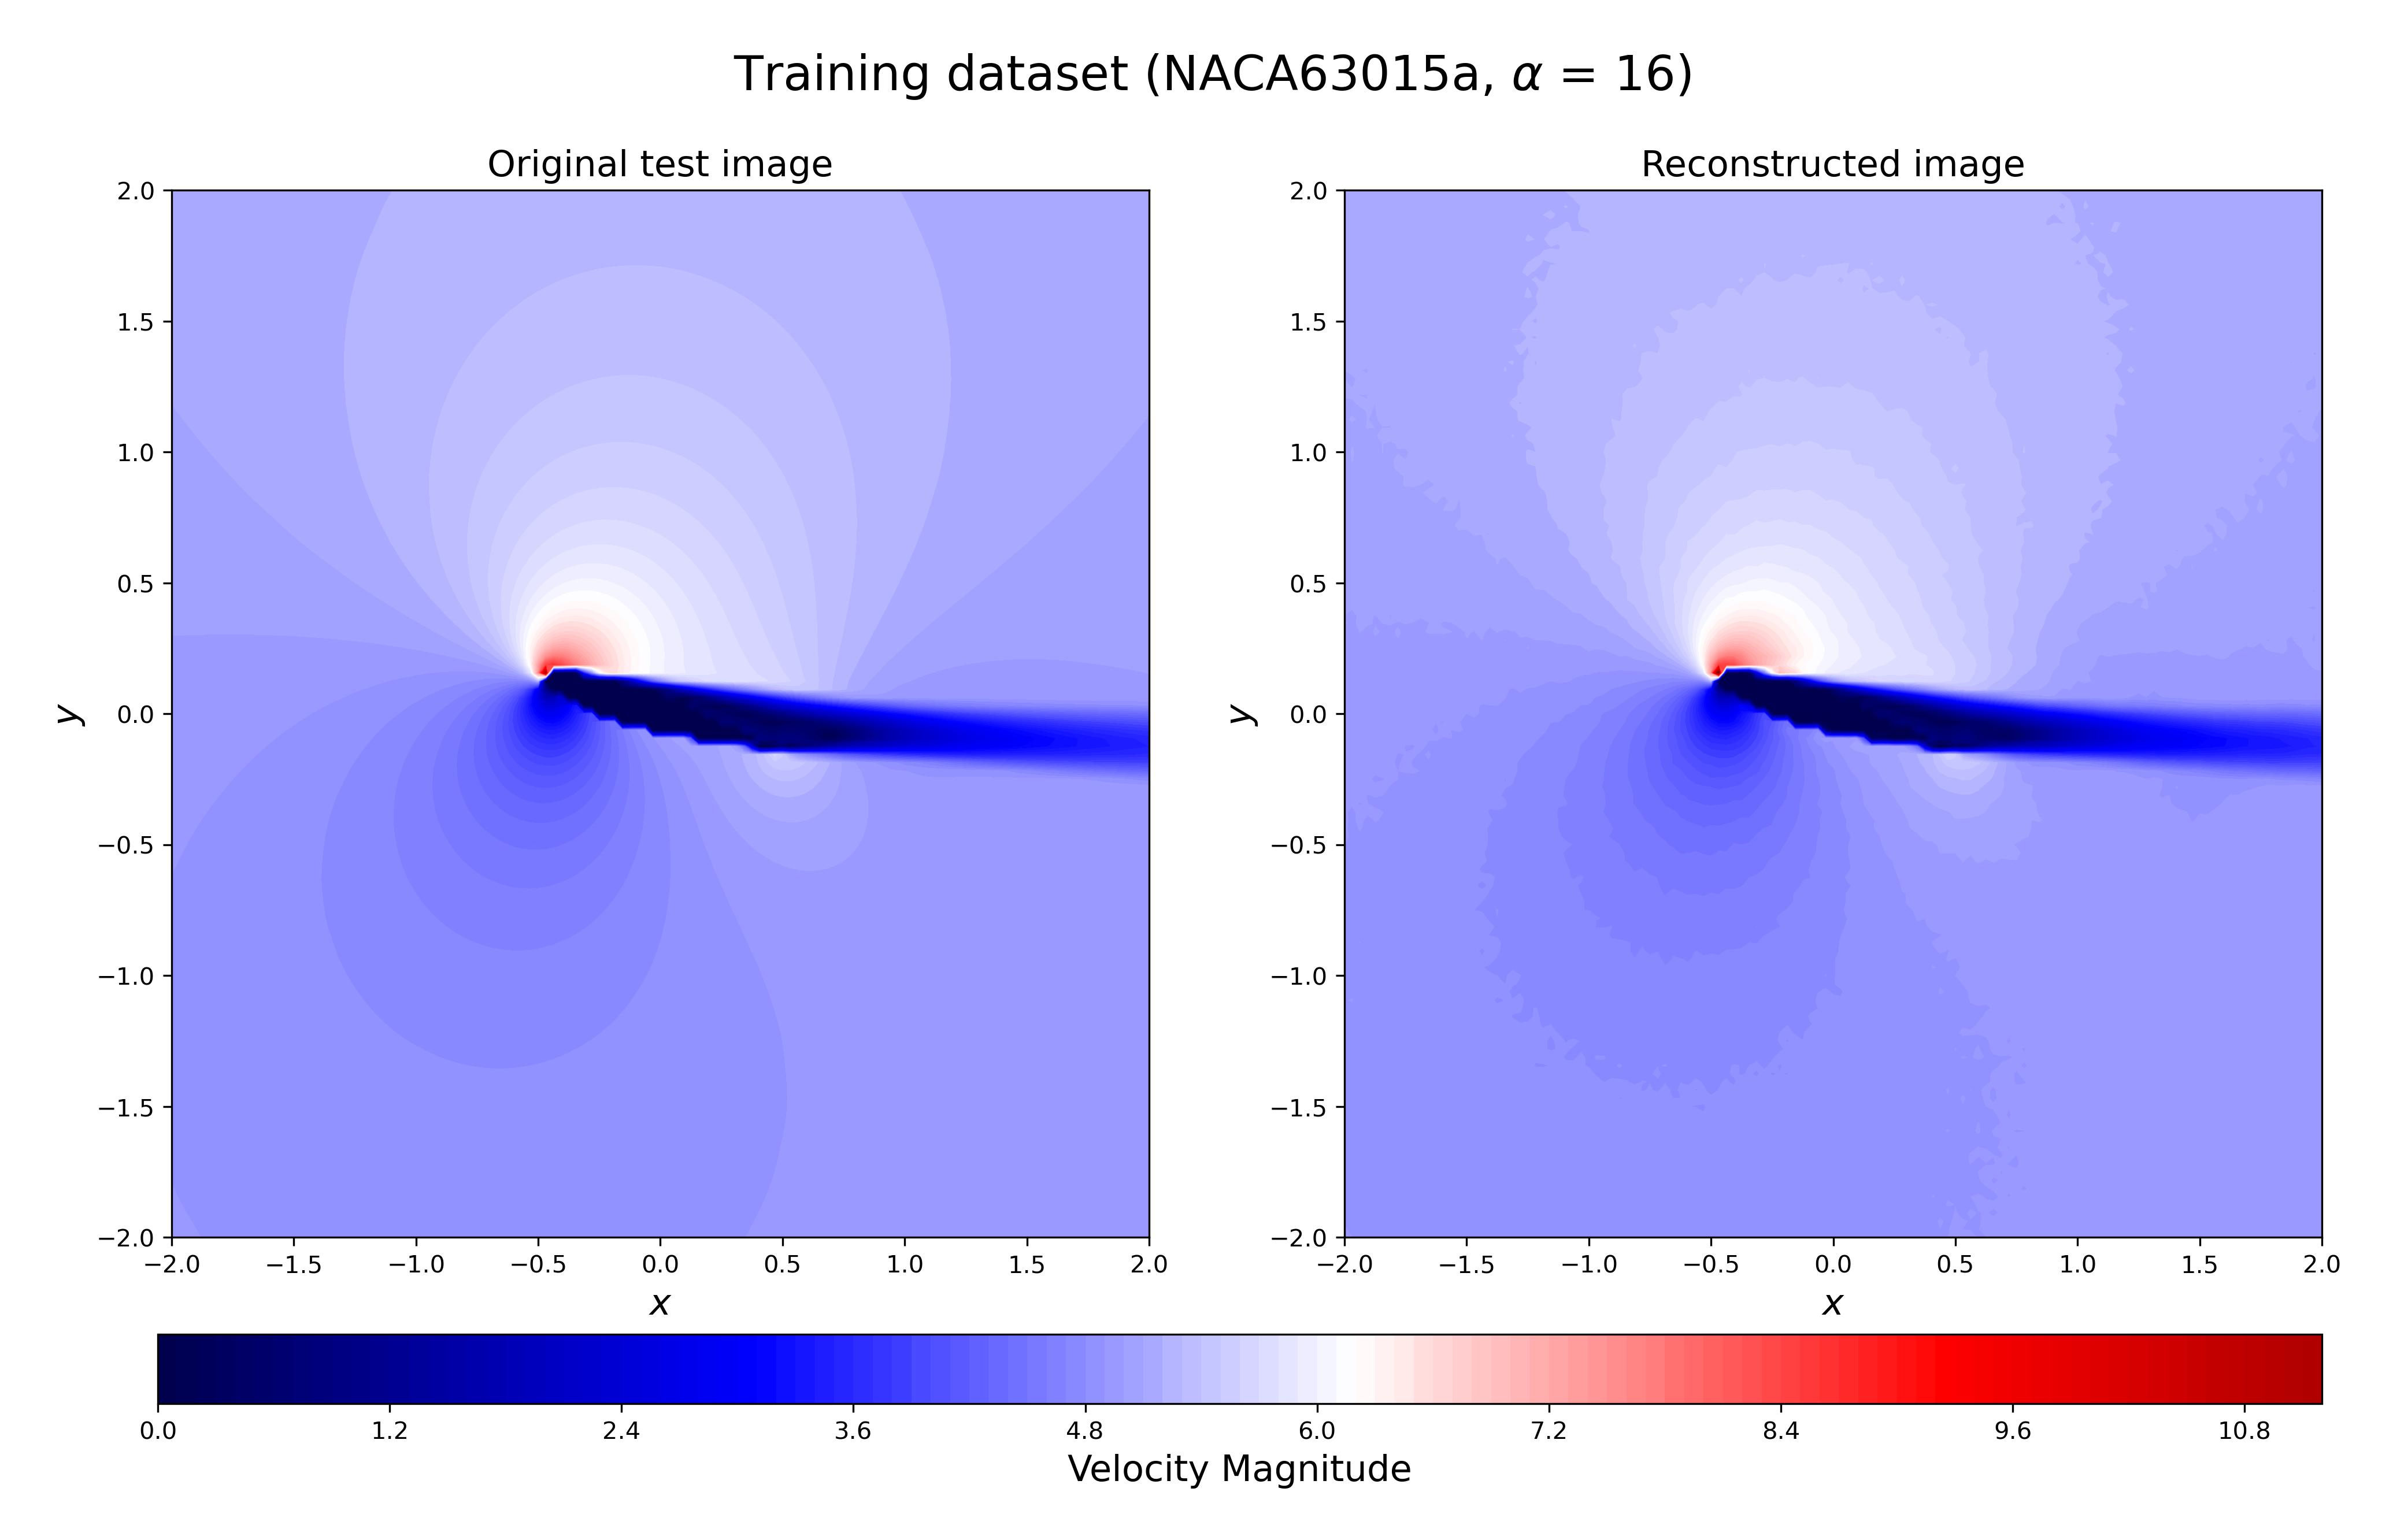 Training dataset (NACA63015a, α = 16)
Original test image
Reconstructed image
2.0
1.5
1.0
0.5
0.0
−0.5
−1.0
−1.5
−2.0
y
−2.0 −1.5 −1.0 −0.5 0.0 0.5 1.0 1.5 2.0
x
2.0
1.5
1.0
0.5
0.0
−0.5
−1.0
−1.5
−2.0
y
−2.0 −1.5 −1.0 −0.5 0.0 0.5 1.0 1.5 2.0
x
0.0 1.2 2.4 3.6 4.8 6.0 7.2 8.4 9.6 10.8
Velocity Magnitude